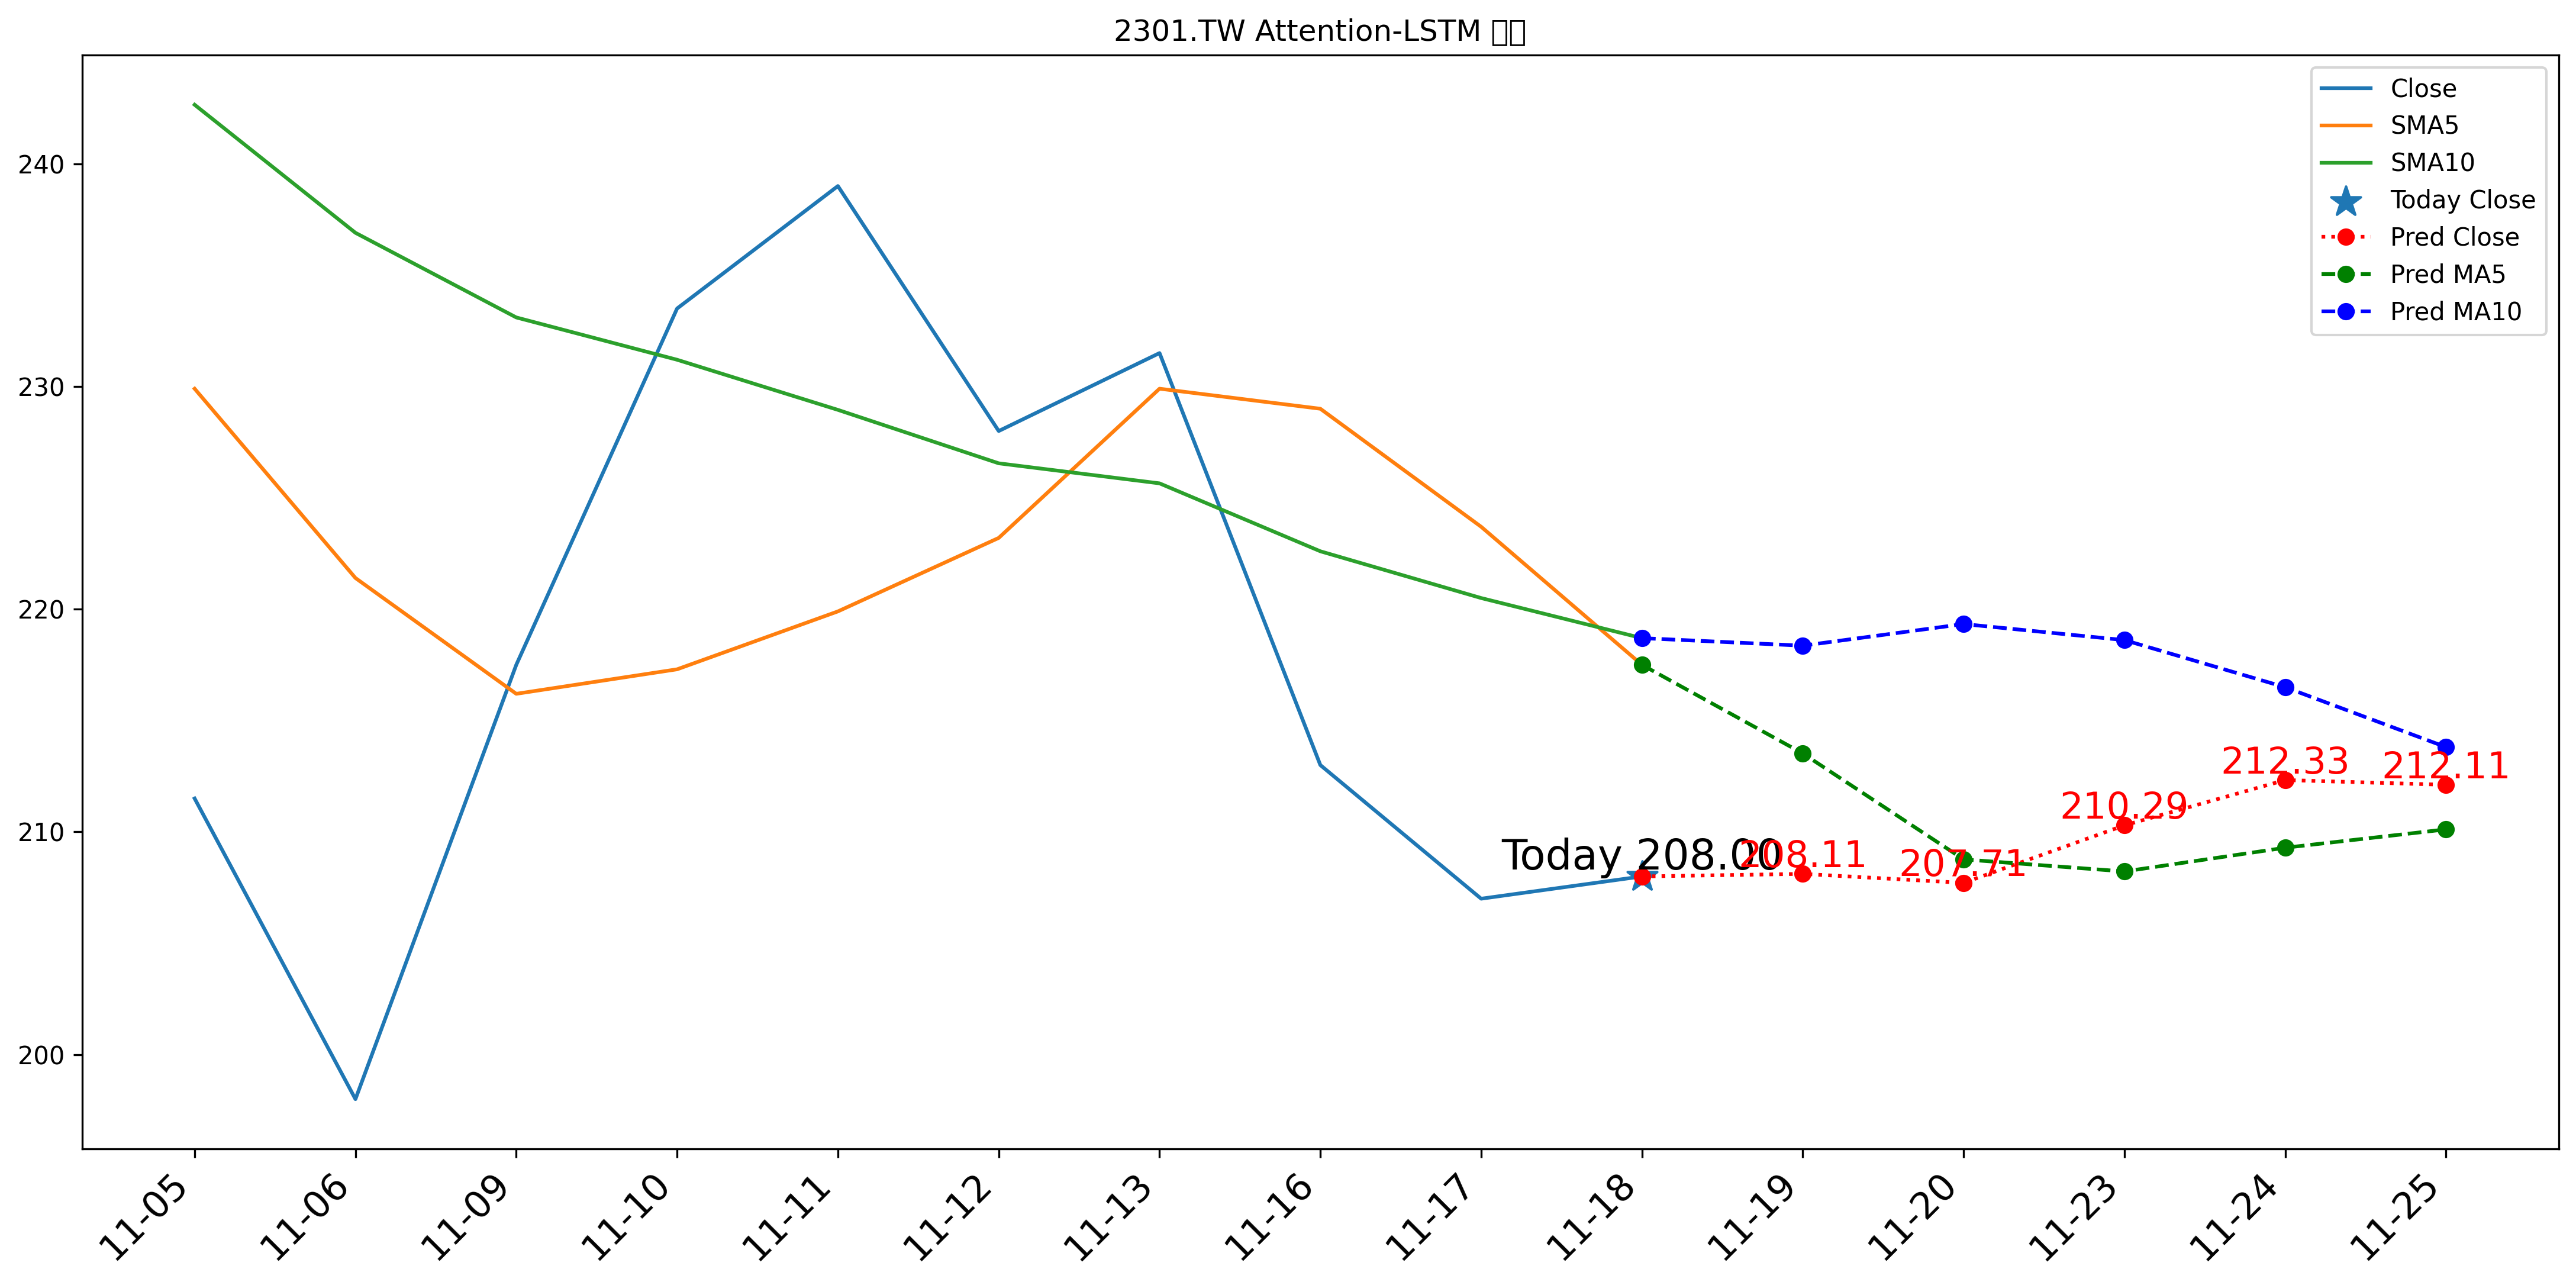 2301.TW Attention-LSTM
Close
SMA5
SMA10
Today Close
Pred Close
Pred MA5
Pred MA10
240
230
220
210
200
Today 208.00
208.11
207.71
210.29
212.33
212.11
11-05
11-06
11-09
11-10
11-11
11-12
11-13
11-16
11-17
11-18
11-19
11-20
11-23
11-24
11-25